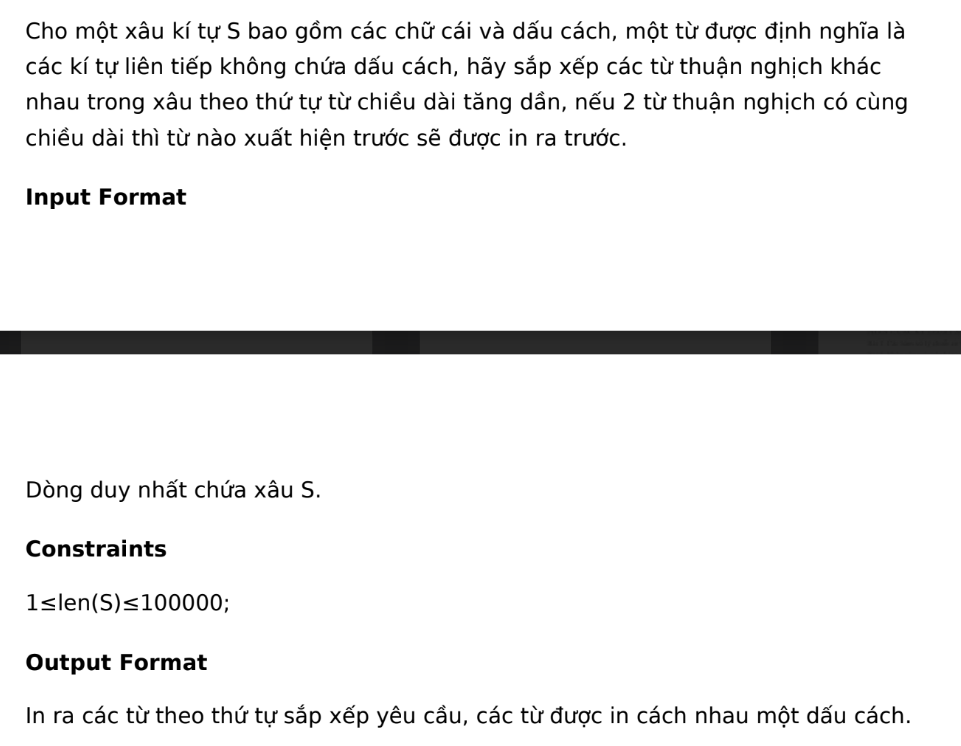 Cho một xâu kí tự S bao gồm các chữ cái và dấu cách, một từ được định nghĩa là
các kí tự liên tiếp không chứa dấu cách, hãy sắp xếp các từ thuận nghịch khác
nhau trong xâu theo thứ tự từ chiều dài tăng dần, nếu 2 từ thuận nghịch có cùng
chiều dài thì từ nào xuất hiện trước sẽ được in ra trước.
Input Format
Dòng duy nhất chứa xâu S.
Constraints
1≤len(S)≤100000;
Output Format
In ra các từ theo thứ tự sắp xếp yêu cầu, các từ được in cách nhau một dấu cách.